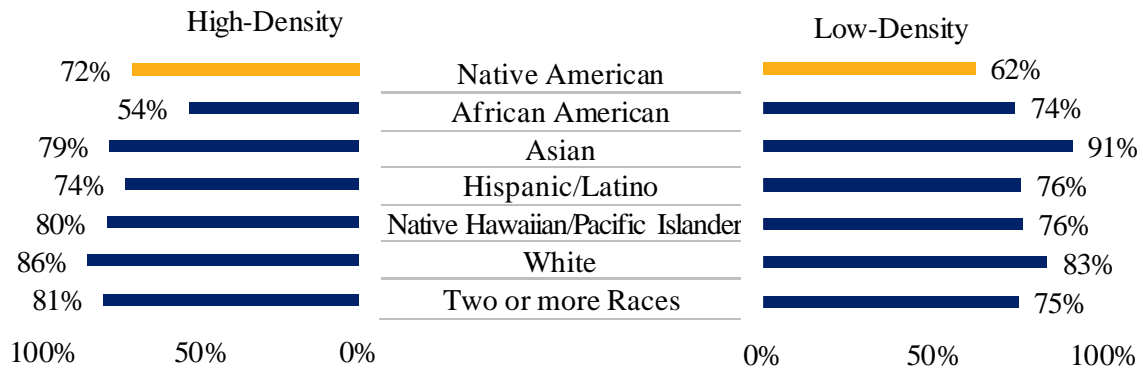 High-Density Low-Density
72% Native American 62%
54% African American 74%
79% Asian 91%
74% Hispanic/Latino 76%
80% Native Hawaiian/Pacific Islander 76%
86% White 83%
81% Two or more Races 75%
100% 50% 0% 0% 50% 100%